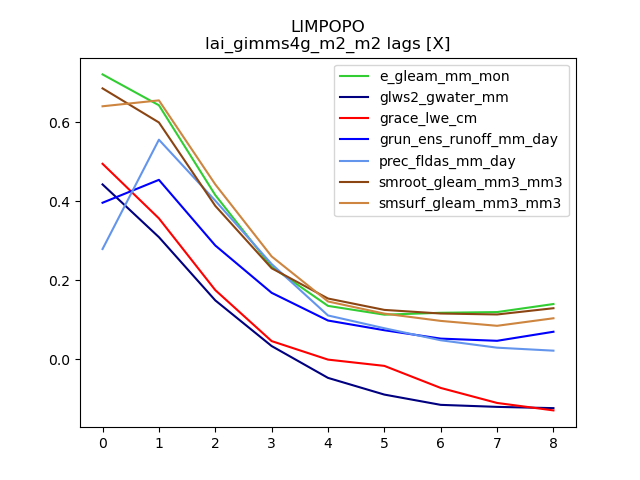 LIMPOPO
lai_gimms4g_m2_m2 lags [X]
e_gleam_mm_mon
glws2_gwater_mm
grace_lwe_cm
grun_ens_runoff_mm_day
prec_fldas_mm_day
smroot_gleam_mm3_mm3
smsurf_gleam_mm3_mm3
0.6
0.4
0.2
0.0
0 1 2 3 4 5 6 7 8